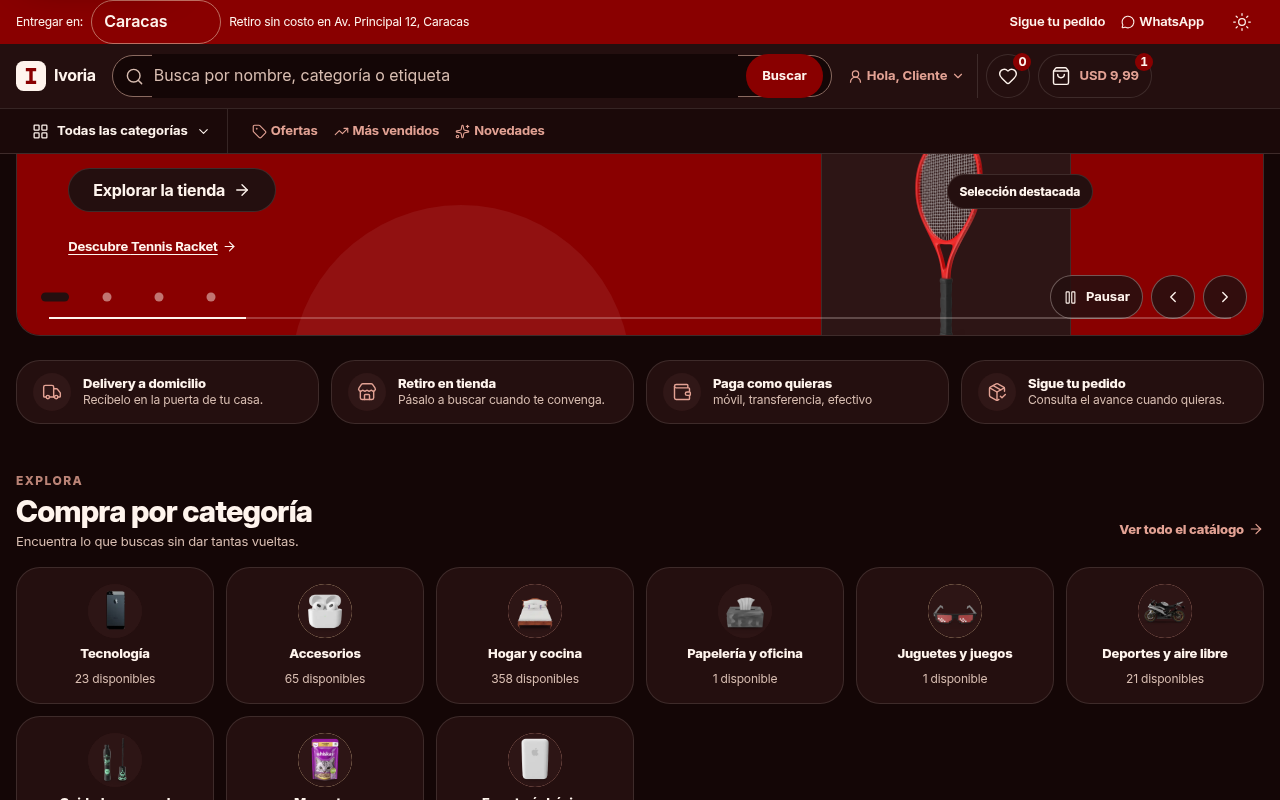 Entregar en:
Caracas
Retiro sin costo en Av. Principal 12, Caracas
Sigue tu pedido
WhatsApp
I
Ivoria
Busca por nombre, categoría o etiqueta
Buscar
Hola, Cliente
0
USD 9,99
1
Todas las categorías
Ofertas
Más vendidos
Novedades
Explorar la tienda
Selección destacada
Descubre Tennis Racket
Pausar
Delivery a domicilio
Recíbelo en la puerta de tu casa.
Retiro en tienda
Pásalo a buscar cuando te convenga.
Paga como quieras
móvil, transferencia, efectivo
Sigue tu pedido
Consulta el avance cuando quieras.
EXPLORA
Compra por categoría
Encuentra lo que buscas sin dar tantas vueltas.
Ver todo el catálogo
Tecnología
23 disponibles
Accesorios
65 disponibles
Hogar y cocina
358 disponibles
Papelería y oficina
1 disponible
Juguetes y juegos
1 disponible
Deportes y aire libre
21 disponibles